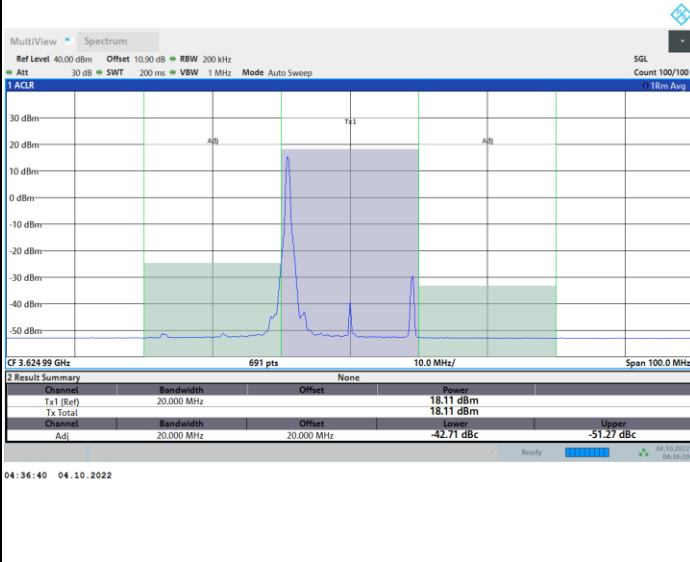 MultiView Spectrum
Ref Level 40.00 dBm Offset 10.90 dB RBW 200 kHz SGL
Att 30 dB SWT 200 ms VBW 1 MHz Mode Auto Sweep Count 100/100
1 ACLR 1Rm Avg
30 dBm
Tx1
20 dBm Adj Adj
10 dBm
0 dBm
-10 dBm
-20 dBm
-30 dBm
-40 dBm
-50 dBm
CF 3.624 99 GHz 691 pts 10.0 MHz/ Span 100.0 MHz
2 Result Summary None
Channel Bandwidth Offset Power
Tx1 (Ref) 20.000 MHz 18.11 dBm
Tx Total 18.11 dBm
Channel Bandwidth Offset Lower Upper
Adj 20.000 MHz 20.000 MHz -42.71 dBc -51.27 dBc
Ready 04.10.2022
04:36:39
04:36:40 04.10.2022